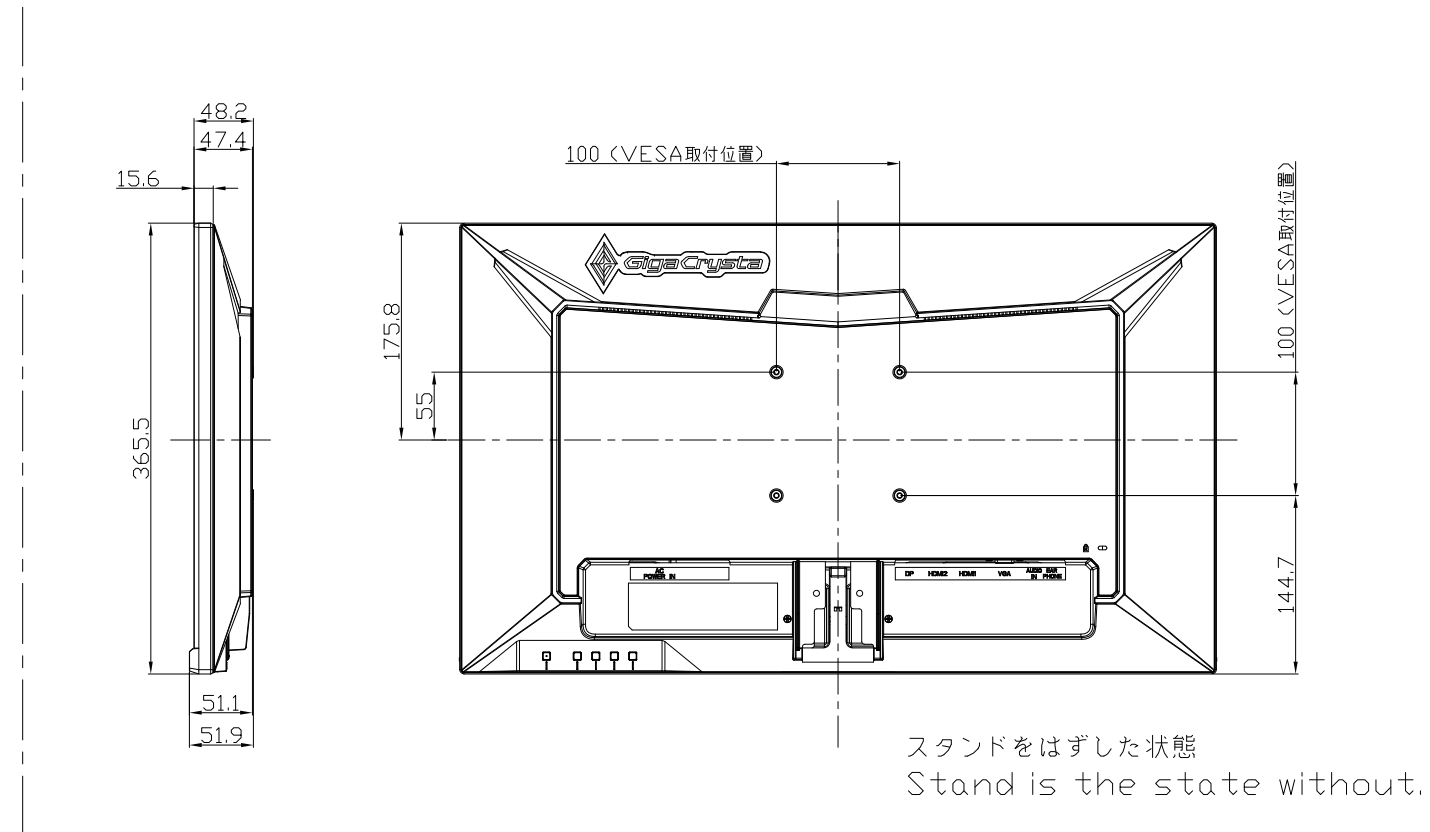 48.2
47.4
15.6
365.5
51.1
51.9
100 (VESA取付位置)
175.8
55
100 (VESA取付位置)
144.7
GigaCrysta
AC
POWER IN
DP HDMI2 HDMI1 VGA AUDIO IN EAR PHONE
スタンドをはずした状態
Stand is the state without.